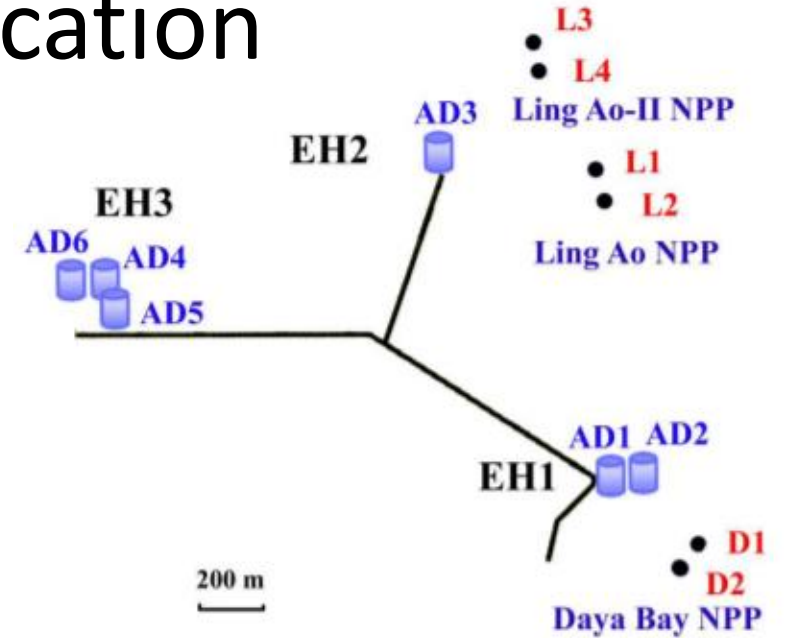 cation
L3
L4
Ling Ao-II NPP
AD3
EH2
L1
L2
Ling Ao NPP
EH3
AD6
AD4
AD5
AD1 AD2
EH1
D1
D2
Daya Bay NPP
200 m